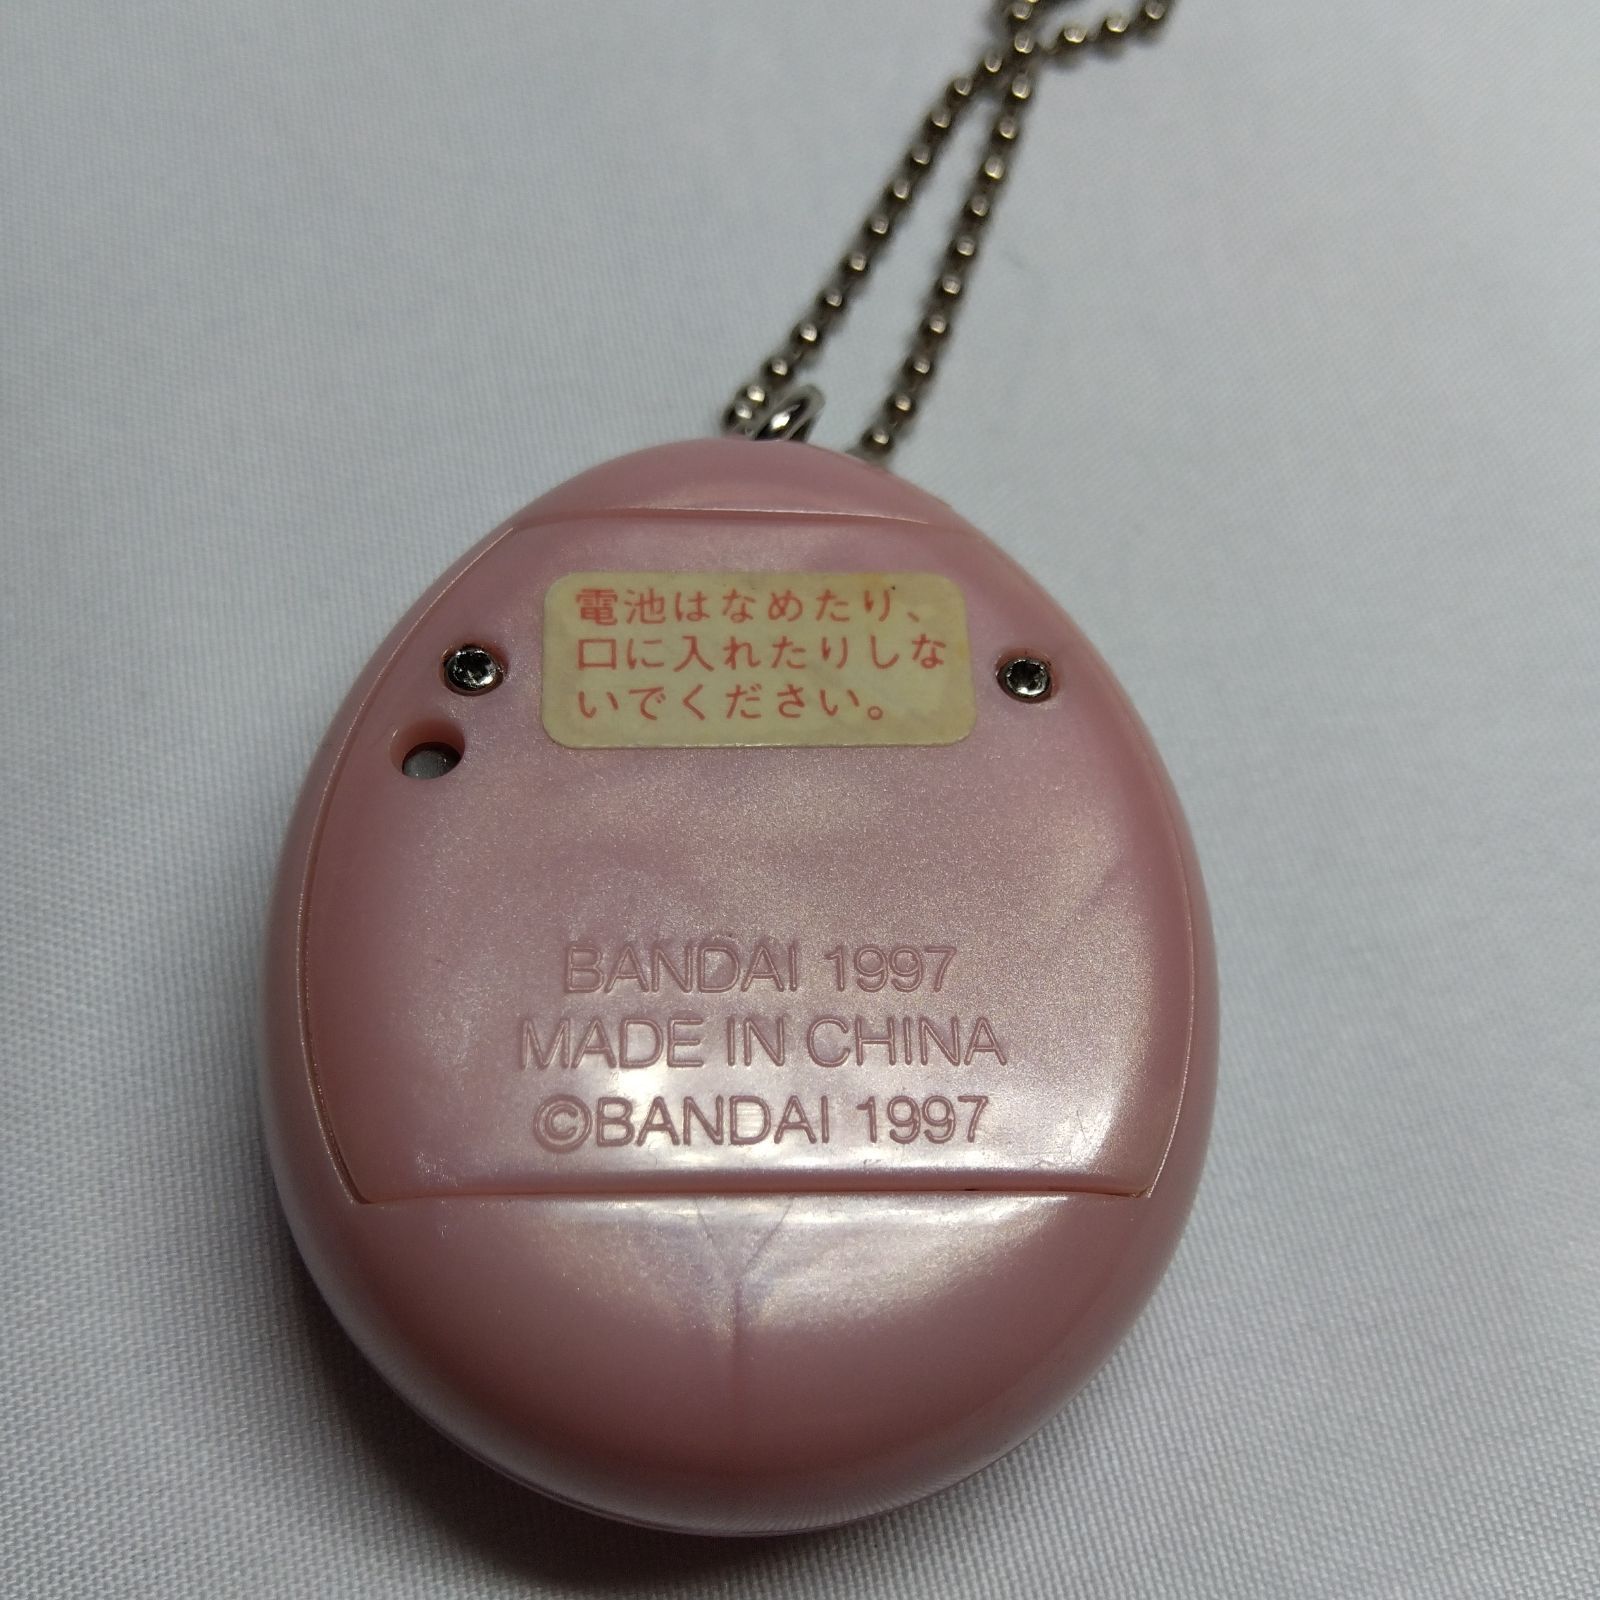 電池はなめたり、
口に入れたりしな
いでください。
BANDAI 1997
MADE IN CHINA
©BANDAI 1997